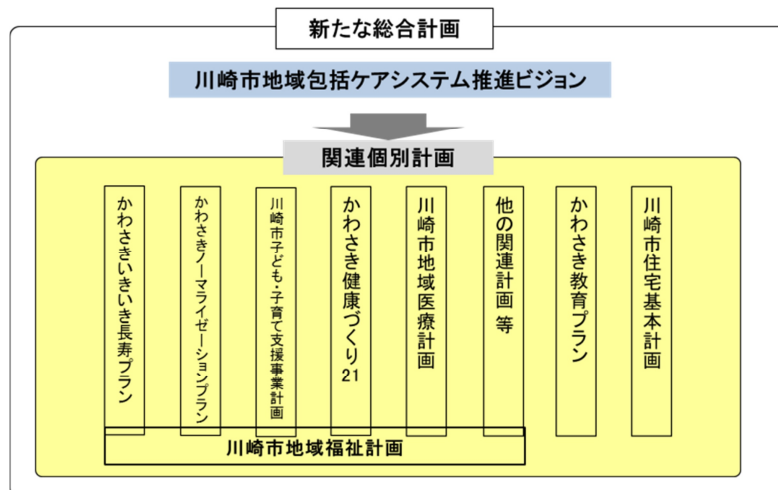 新たな総合計画
川崎市地域包括ケアシステム推進ビジョン
関連個別計画
かわさきいきいき長寿プラン
かわさきノーマライゼーションプラン
川崎市子ども・子育て支援事業計画
かわさき健康づくり21
川崎市地域医療計画
他の関連計画 等
かわさき教育プラン
川崎市住宅基本計画
川崎市地域福祉計画